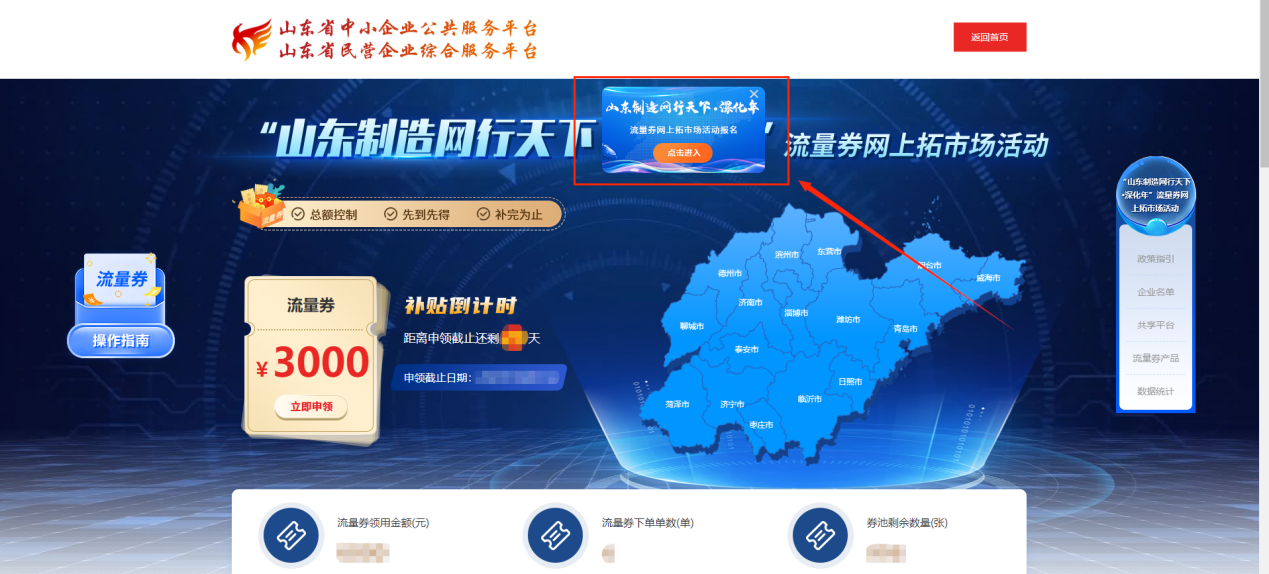 山东省中小企业公共服务平台
山东省民营企业综合服务平台
返回首页
山东制造网行天下·深化年
流量券网上拓市场活动报名
点击进入
“山东制造网行天下
”流量券网上拓市场活动
总额控制
先到先得
补完为止
流量券
流量券
操作指南
流量券
¥3000
立即申领
补贴倒计时
距离申领截止还剩
天
申领截止日期:
滨州市
东营市
德州市
烟台市
威海市
济南市
淄博市
潍坊市
聊城市
青岛市
泰安市
日照市
菏泽市
济宁市
临沂市
枣庄市
“山东制造网行天下
·深化年”流量券网
上拓市场活动
政策指引
企业名单
共享平台
流量券产品
数据统计
流量券领用金额(元)
流量券下单单数(单)
券池剩余数量(张)